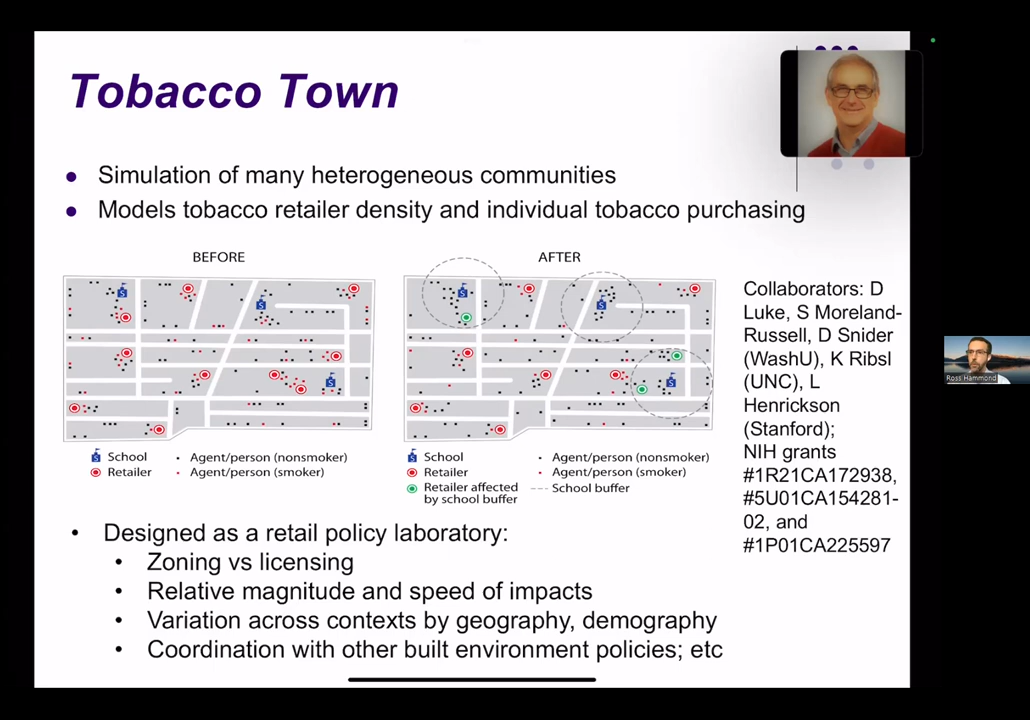 Tobacco Town
● Simulation of many heterogeneous communities
● Models tobacco retailer density and individual tobacco purchasing
BEFORE
S School
Retailer
Agent/person (nonsmoker)
Agent/person (smoker)
AFTER
S School
Retailer
Retailer affected
by school buffer
Agent/person (nonsmoker)
Agent/person (smoker)
School buffer
Collaborators: D
Luke, S Moreland-
Russell, D Snider
(WashU), K Ribsl
(UNC), L
Henrickson
(Stanford);
NIH grants
#1R21CA172938,
#5U01CA154281-
02, and
#1P01CA225597
• Designed as a retail policy laboratory:
• Zoning vs licensing
• Relative magnitude and speed of impacts
• Variation across contexts by geography, demography
• Coordination with other built environment policies; etc
Ross Hammond